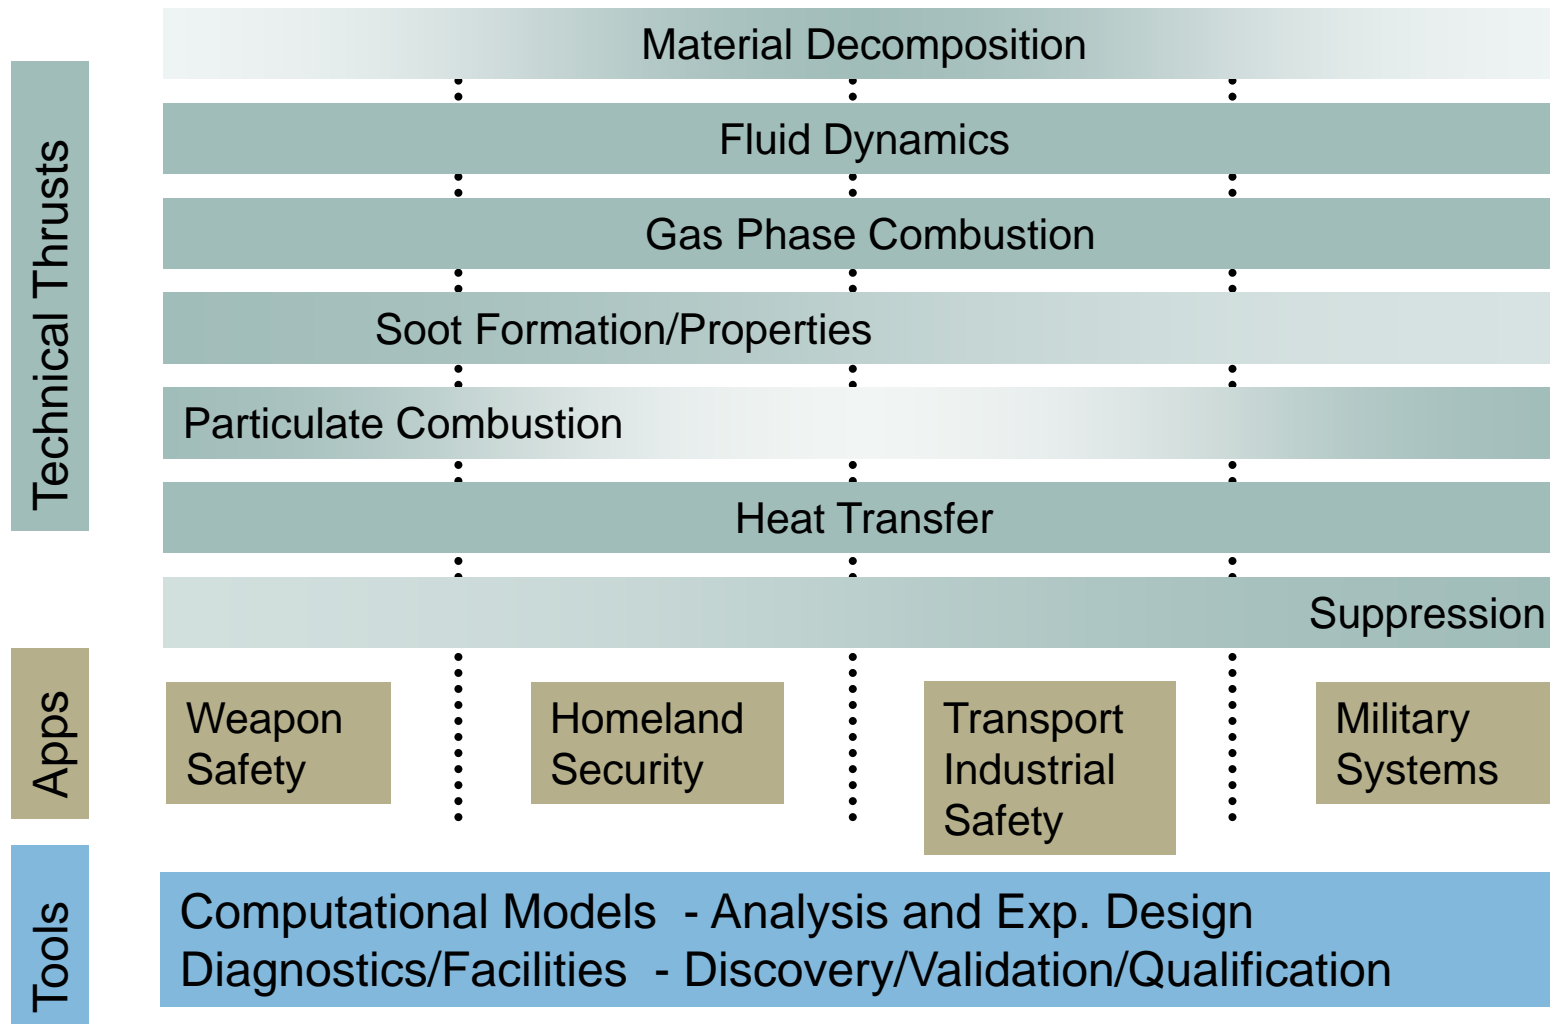 Technical Thrusts
Material Decomposition
Fluid Dynamics
Gas Phase Combustion
Soot Formation/Properties
Particulate Combustion
Heat Transfer
Suppression
Apps
Weapon
Safety
Homeland
Security
Transport
Industrial
Safety
Military
Systems
Tools
Computational Models - Analysis and Exp. Design
Diagnostics/Facilities - Discovery/Validation/Qualification